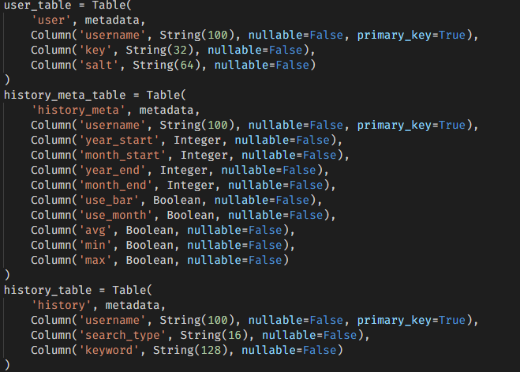 user_table = Table(
    'user', metadata,
    Column('username', String(100), nullable=False, primary_key=True),
    Column('key', String(32), nullable=False),
    Column('salt', String(64), nullable=False)
)
history_meta_table = Table(
    'history_meta', metadata,
    Column('username', String(100), nullable=False, primary_key=True),
    Column('year_start', Integer, nullable=False),
    Column('month_start', Integer, nullable=False),
    Column('year_end', Integer, nullable=False),
    Column('month_end', Integer, nullable=False),
    Column('use_bar', Boolean, nullable=False),
    Column('use_month', Boolean, nullable=False),
    Column('avg', Boolean, nullable=False),
    Column('min', Boolean, nullable=False),
    Column('max', Boolean, nullable=False)
)
history_table = Table(
    'history', metadata,
    Column('username', String(100), nullable=False, primary_key=True),
    Column('search_type', String(16), nullable=False),
    Column('keyword', String(128), nullable=False)
)